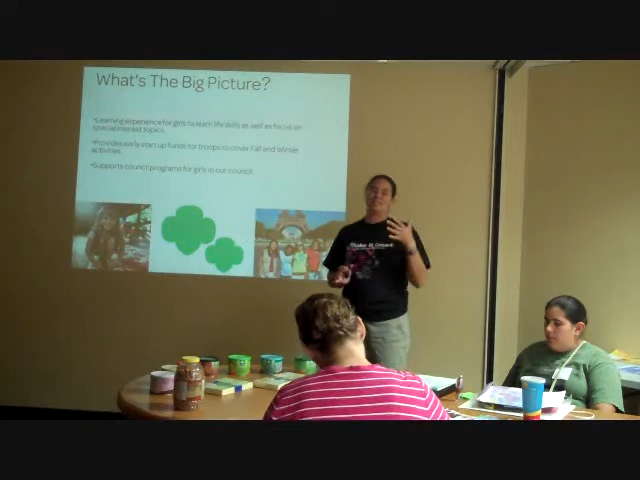 What's The Big Picture?
•Learning experience for girls to learn life skills as well as focus on
special interest topics.
•Provides early start up funds for troops to cover Fall and Winter
activities.
•Supports council programs for girls in our council.